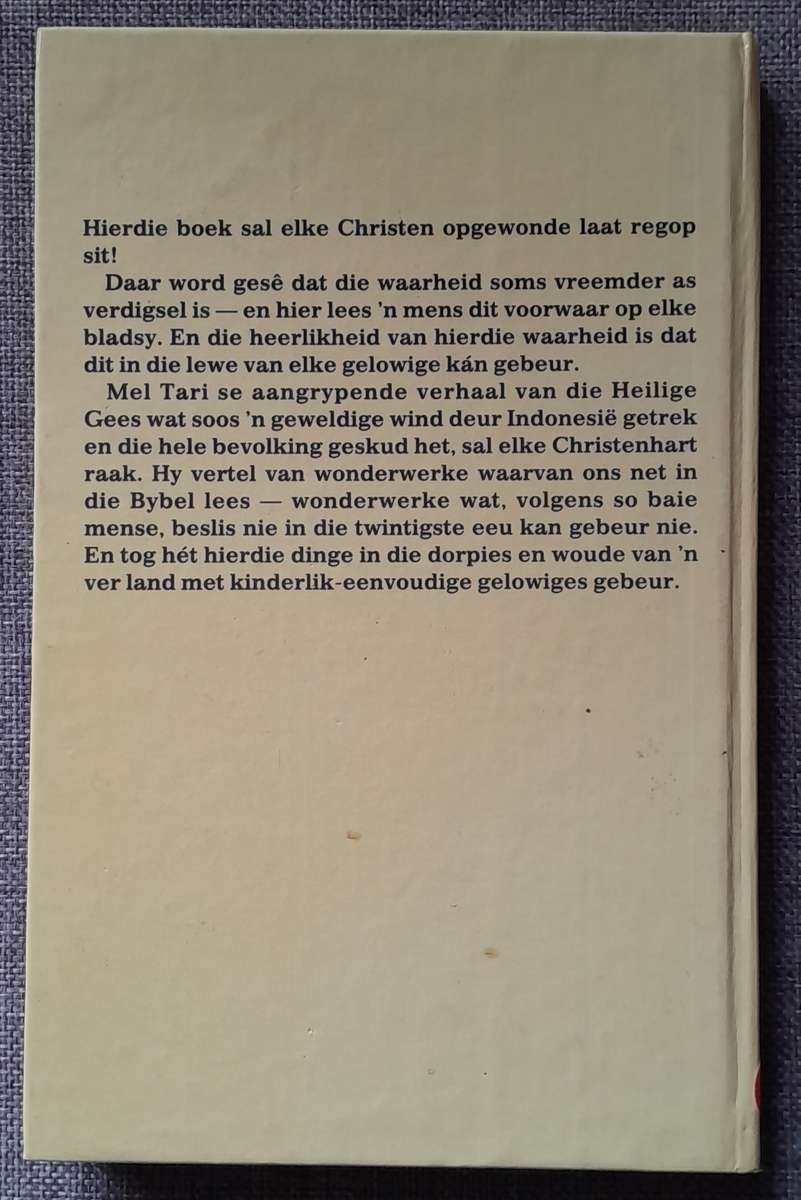 Hierdie boek sal elke Christen opgewonde laat regop
sit!
Daar word gesê dat die waarheid soms vreemder as
verdigsel is — en hier lees 'n mens dit voorwaar op elke
bladsy. En die heerlikheid van hierdie waarheid is dat
dit in die lewe van elke gelowige kán gebeur.
Mel Tari se aangrypende verhaal van die Heilige
Gees wat soos 'n geweldige wind deur Indonesië getrek
en die hele bevolking geskud het, sal elke Christenhart
raak. Hy vertel van wonderwerke waarvan ons net in
die Bybel lees — wonderwerke wat, volgens so baie
mense, beslis nie in die twintigste eeu kan gebeur nie.
En tog hét hierdie dinge in die dorpies en woude van 'n
ver land met kinderlik-eenvoudige gelowiges gebeur.